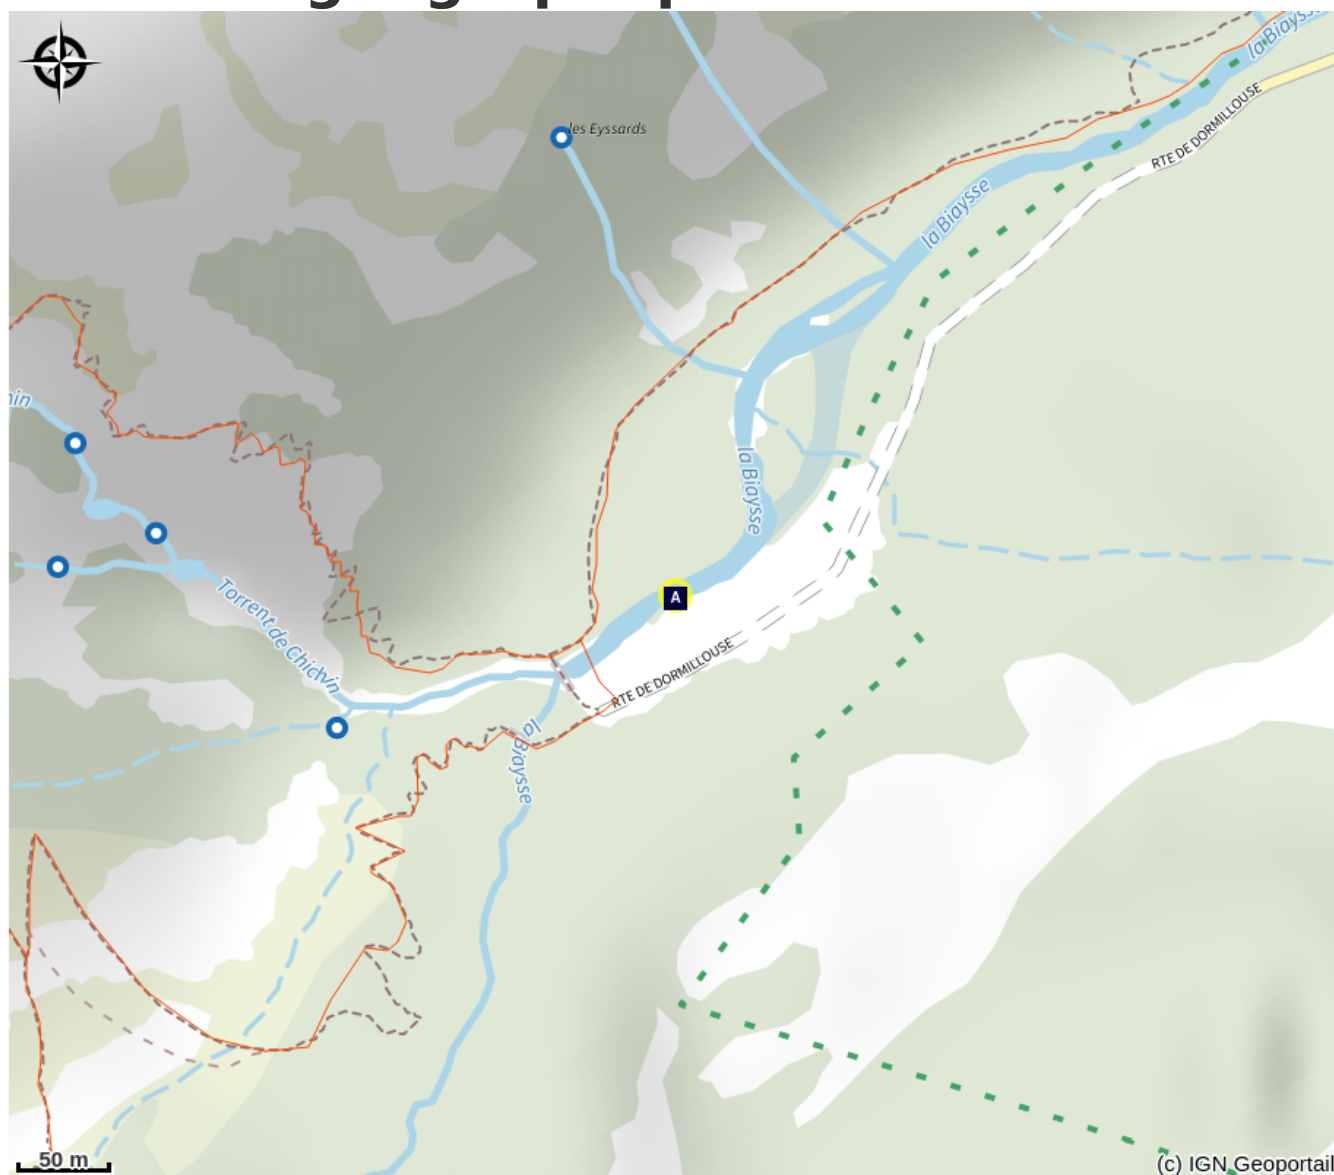 la Biaysse
RTE DE DORMILLOUSE
les Eyssards
la Biaysse
la Biaysse
A
Torrent de Chichin
RTE DE DORMILLOUSE
la Biaysse
50 m
(c) IGN Geoportail